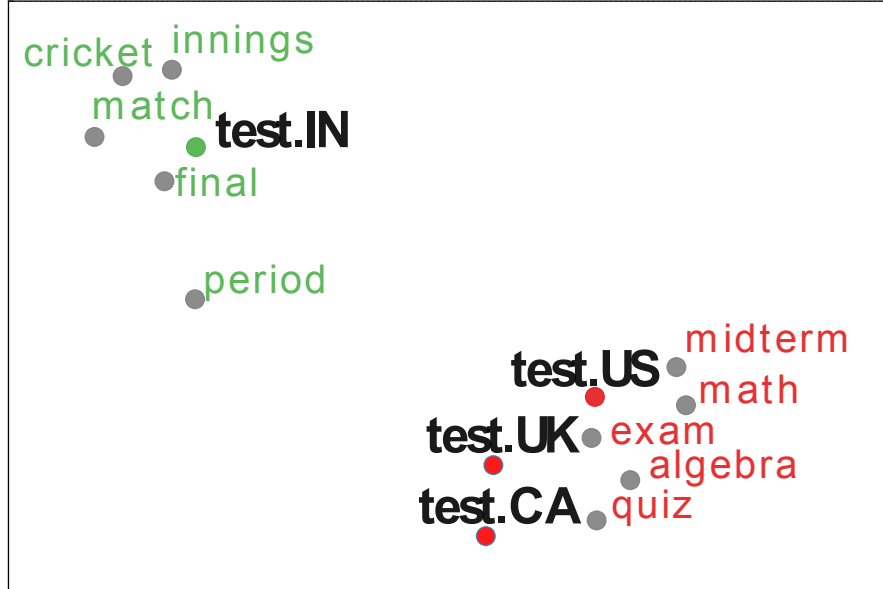 innings
cricket
match
test.IN
final
period
midterm
test.US
math
test.UK
exam
algebra
test.CA
quiz